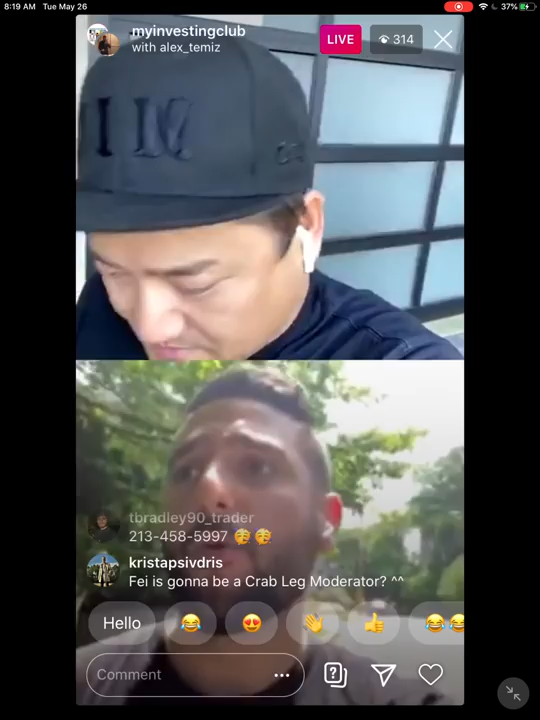 8:19 AM Tue May 26
37%
myinvestingclub
with alex_temiz
LIVE
314
tbradley90_trader
213-458-5997 🥳🥳
kristapsivdris
Fei is gonna be a Crab Leg Moderator? ^^
Hello 😂 😍 👋 👍 😂😂
Comment